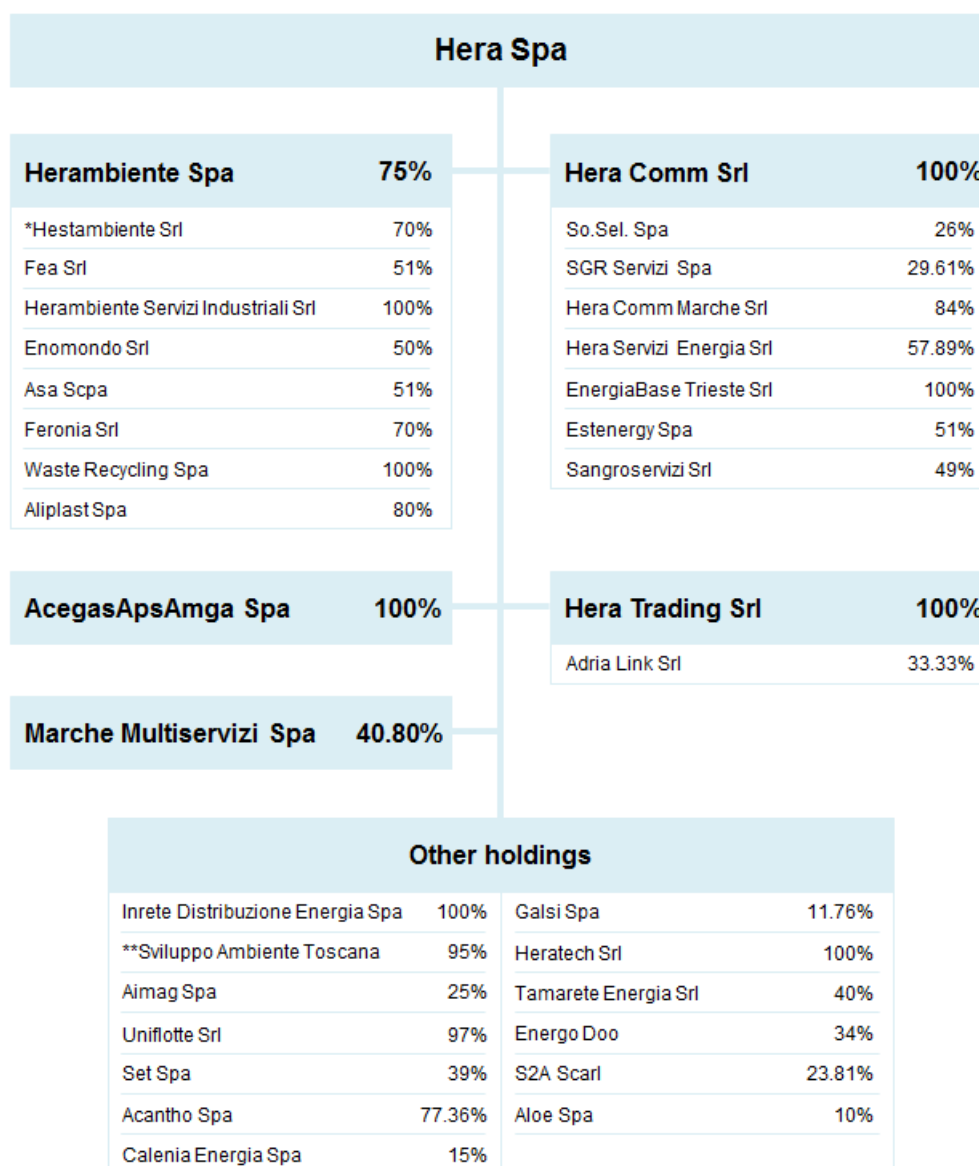 Hera Spa
Herambiente Spa 75%
*Hestambiente Srl 70%
Fea Srl 51%
Herambiente Servizi Industriali Srl 100%
Enomondo Srl 50%
Asa Scpa 51%
Feronia Srl 70%
Waste Recycling Spa 100%
Aliplast Spa 80%
Hera Comm Srl 100%
So.Sel. Spa 26%
SGR Servizi Spa 29.61%
Hera Comm Marche Srl 84%
Hera Servizi Energia Srl 57.89%
EnergiaBase Trieste Srl 100%
Estenergy Spa 51%
Sangroservizi Srl 49%
AcegasApsAmga Spa 100%
Hera Trading Srl 100%
Adria Link Srl 33.33%
Marche Multiservizi Spa 40.80%
Other holdings
Inrete Distribuzione Energia Spa 100%
**Sviluppo Ambiente Toscana 95%
Aimag Spa 25%
Uniflotte Srl 97%
Set Spa 39%
Acantho Spa 77.36%
Calenia Energia Spa 15%
Galsi Spa 11.76%
Heratech Srl 100%
Tamarete Energia Srl 40%
Energo Doo 34%
S2A Scarl 23.81%
Aloe Spa 10%